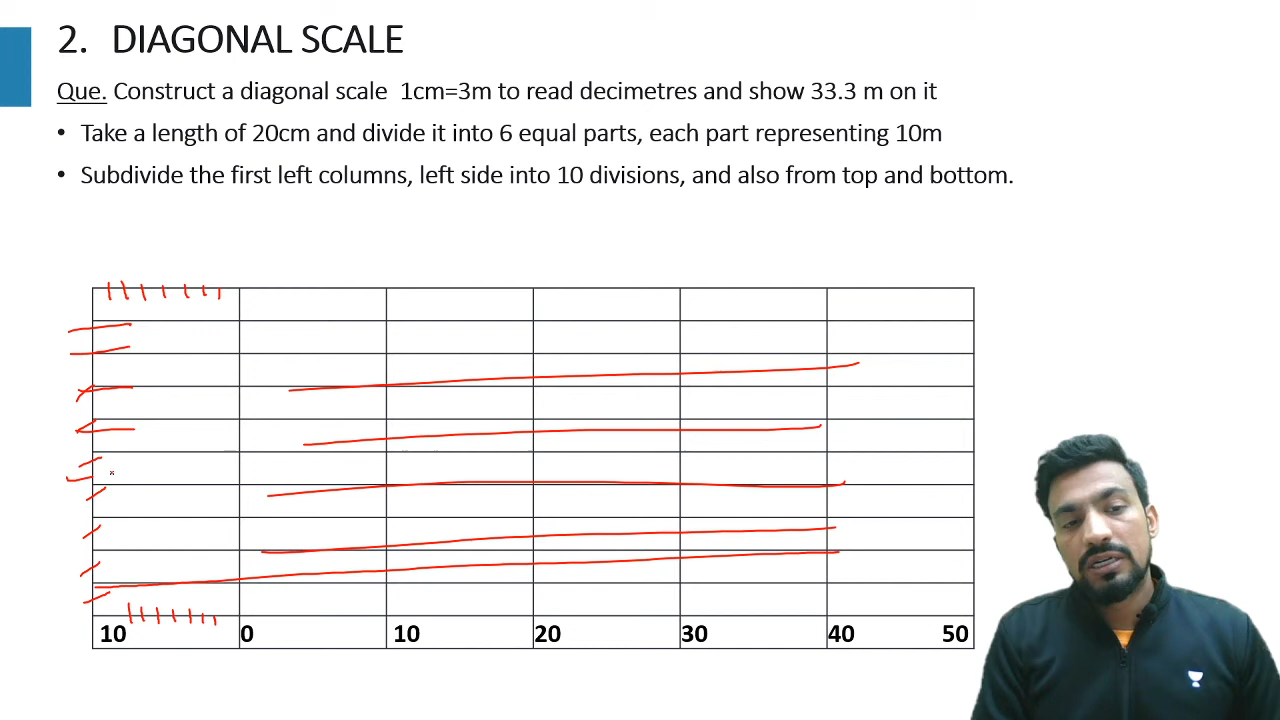 2. DIAGONAL SCALE
Que. Construct a diagonal scale 1cm=3m to read decimetres and show 33.3 m on it
• Take a length of 20cm and divide it into 6 equal parts, each part representing 10m
• Subdivide the first left columns, left side into 10 divisions, and also from top and bottom.
10 0 10 20 30 40 50